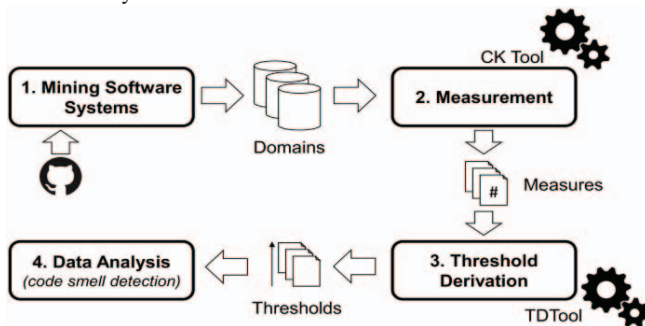 CK Tool
1. Mining Software
Systems
Domains
2. Measurement
#
Measures
3. Threshold
Derivation
TDTool
Thresholds
4. Data Analysis
(code smell detection)